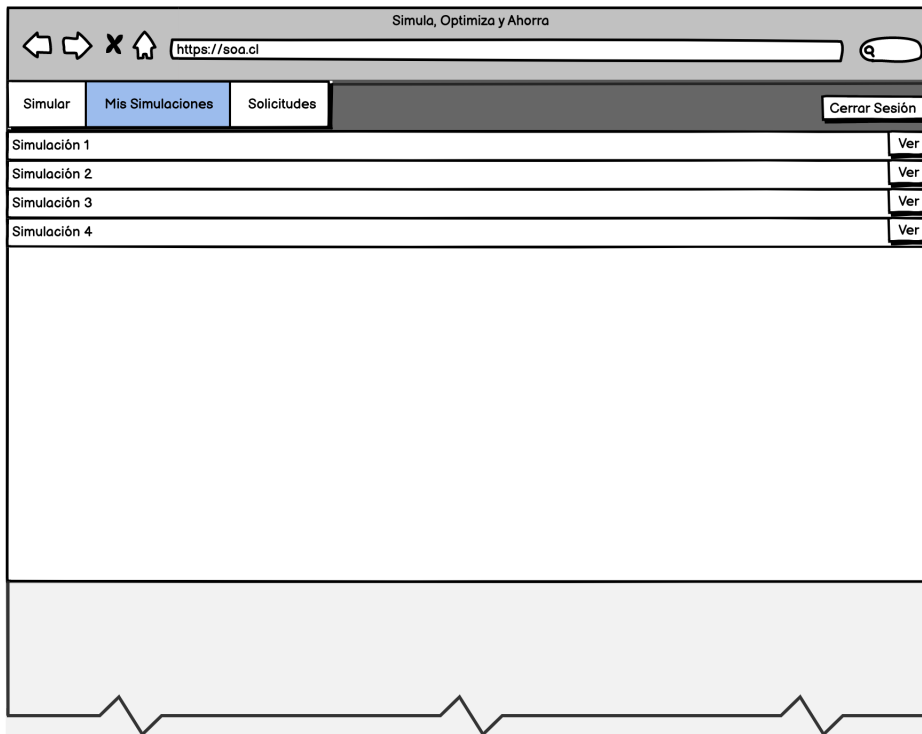 Simula, Optimiza y Ahorra
https://soa.cl
Simular
Mis Simulaciones
Solicitudes
Cerrar Sesión
Simulación 1
Ver
Simulación 2
Ver
Simulación 3
Ver
Simulación 4
Ver